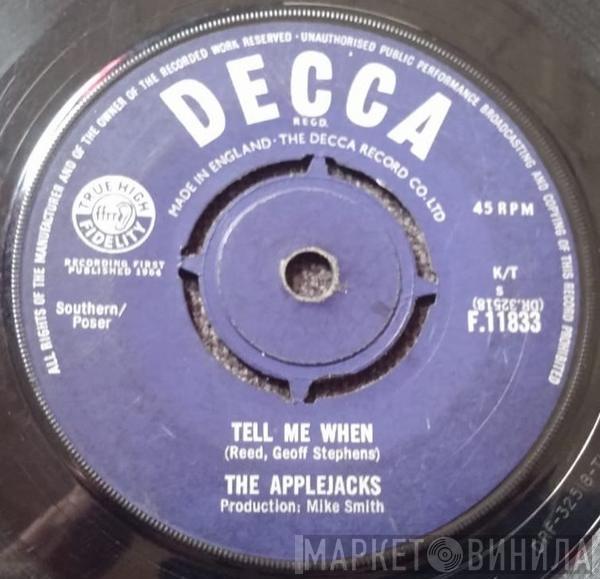 ALL RIGHTS OF THE MANUFACTURER AND OF THE OWNER OF THE RECORDED WORK RESERVED · UNAUTHORISED PUBLIC PERFORMANCE BROADCASTING AND COPYING OF THIS RECORD PROHIBITED
DECCA
REGD.
MADE IN ENGLAND · THE DECCA RECORD CO. LTD
TRUE HIGH
ffrr
FIDELITY
45 RPM
RECORDING FIRST
PUBLISHED 1964
K/T
s
(DR.32518)
F.11833
Southern/
Poser
TELL ME WHEN
(Reed, Geoff Stephens)
THE APPLEJACKS
Production: Mike Smith
МАРКЕТ ВИНИЛА